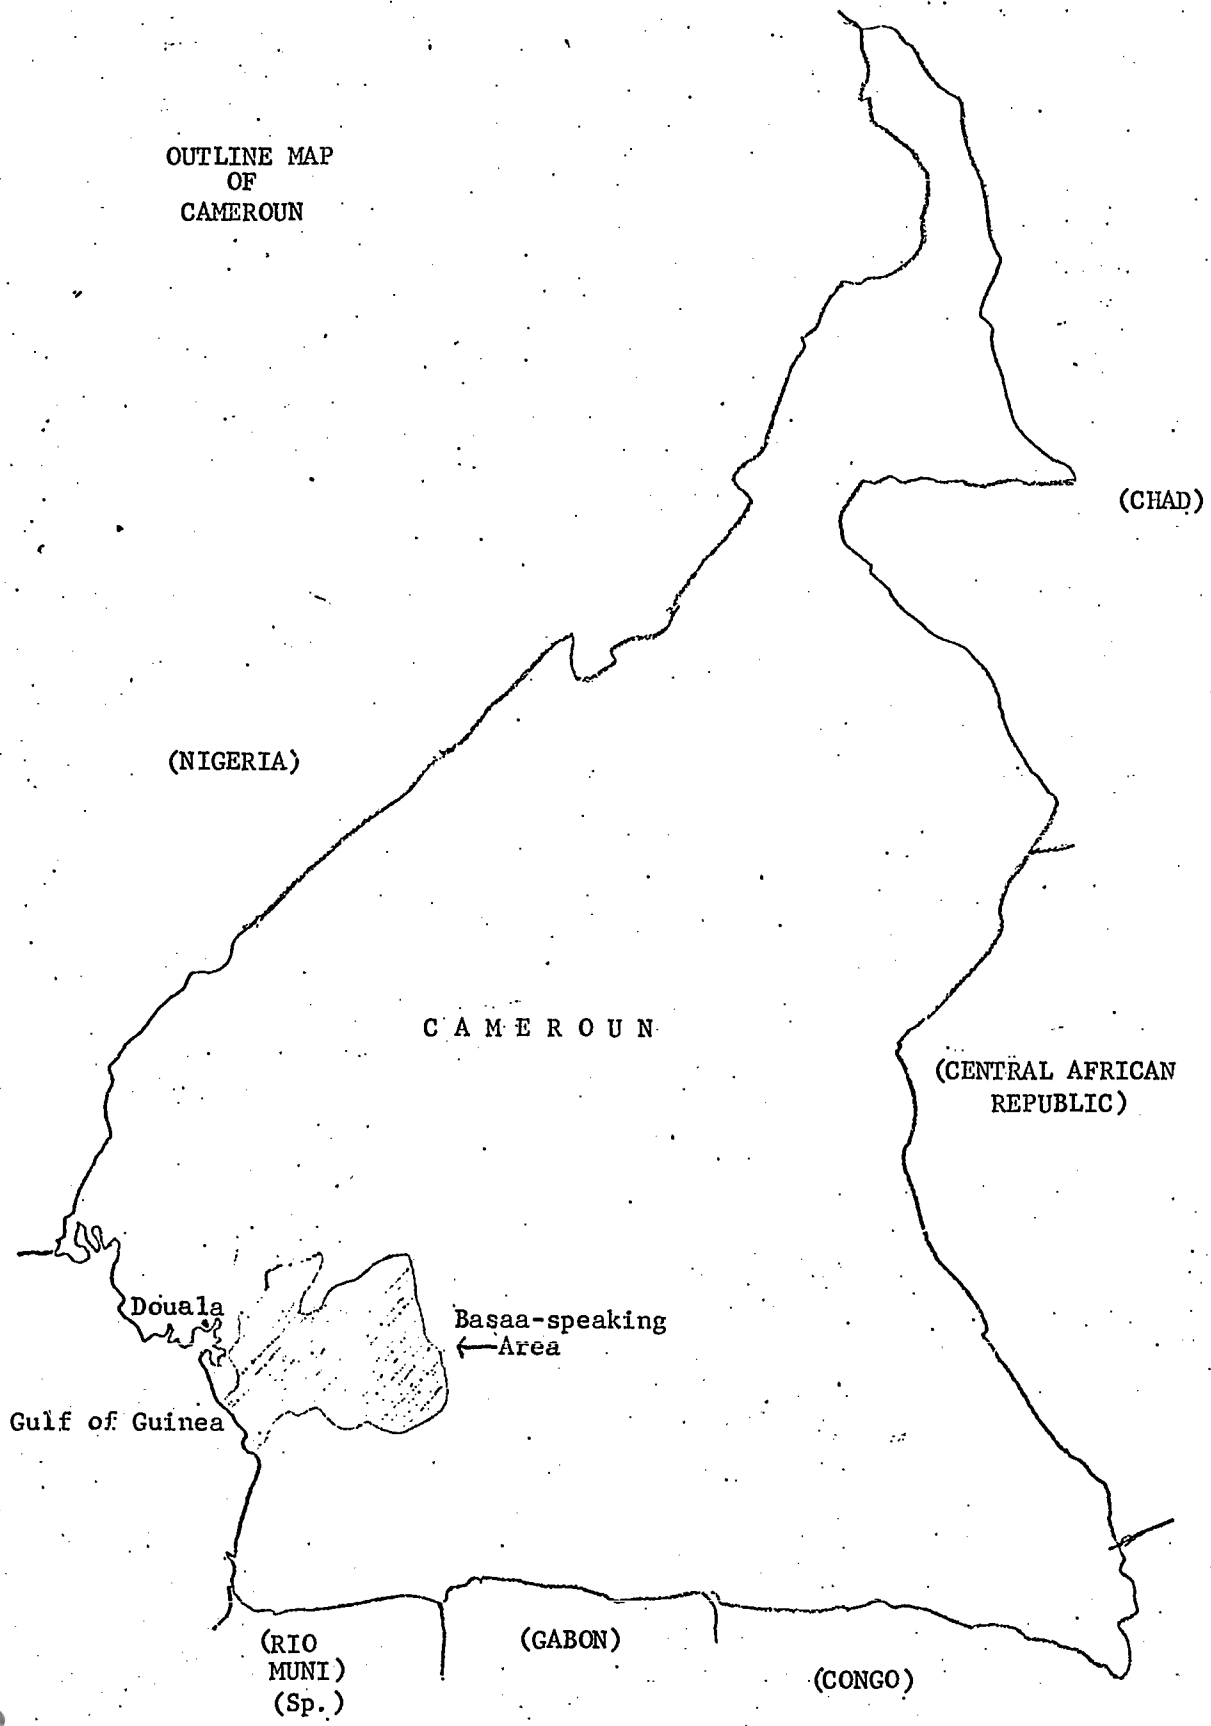 OUTLINE MAP
OF
CAMEROUN
(CHAD)
(NIGERIA)
CAMEROUN
(CENTRAL AFRICAN
REPUBLIC)
Douala
Basaa-speaking
←Area
Gulf of Guinea
(RIO
MUNI)
(Sp.)
(GABON)
(CONGO)